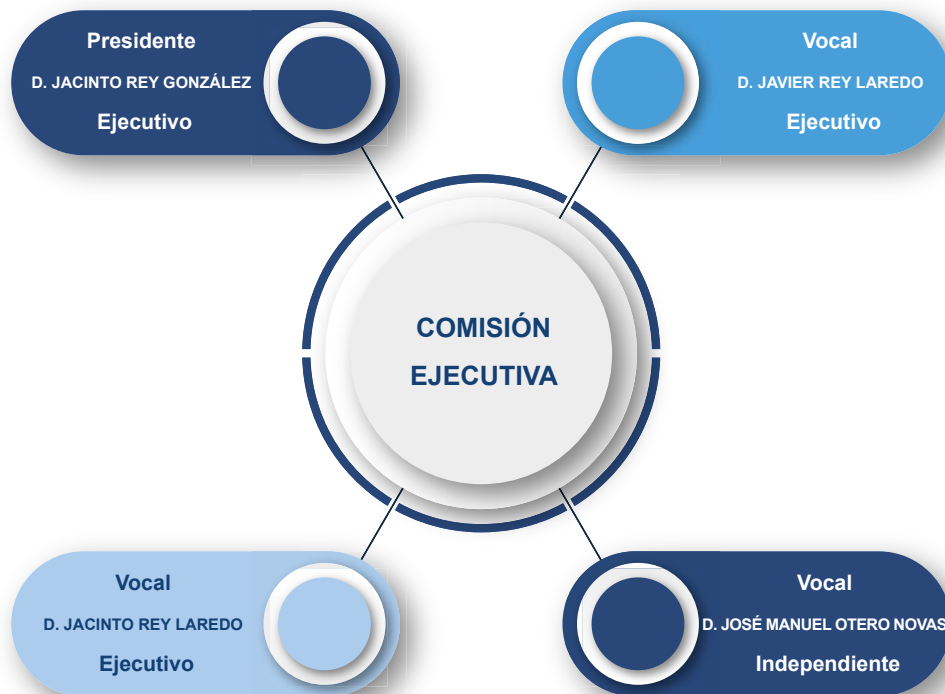 Presidente
D. JACINTO REY GONZÁLEZ
Ejecutivo
Vocal
D. JAVIER REY LAREDO
Ejecutivo
COMISIÓN
EJECUTIVA
Vocal
D. JACINTO REY LAREDO
Ejecutivo
Vocal
D. JOSÉ MANUEL OTERO NOVAS
Independiente